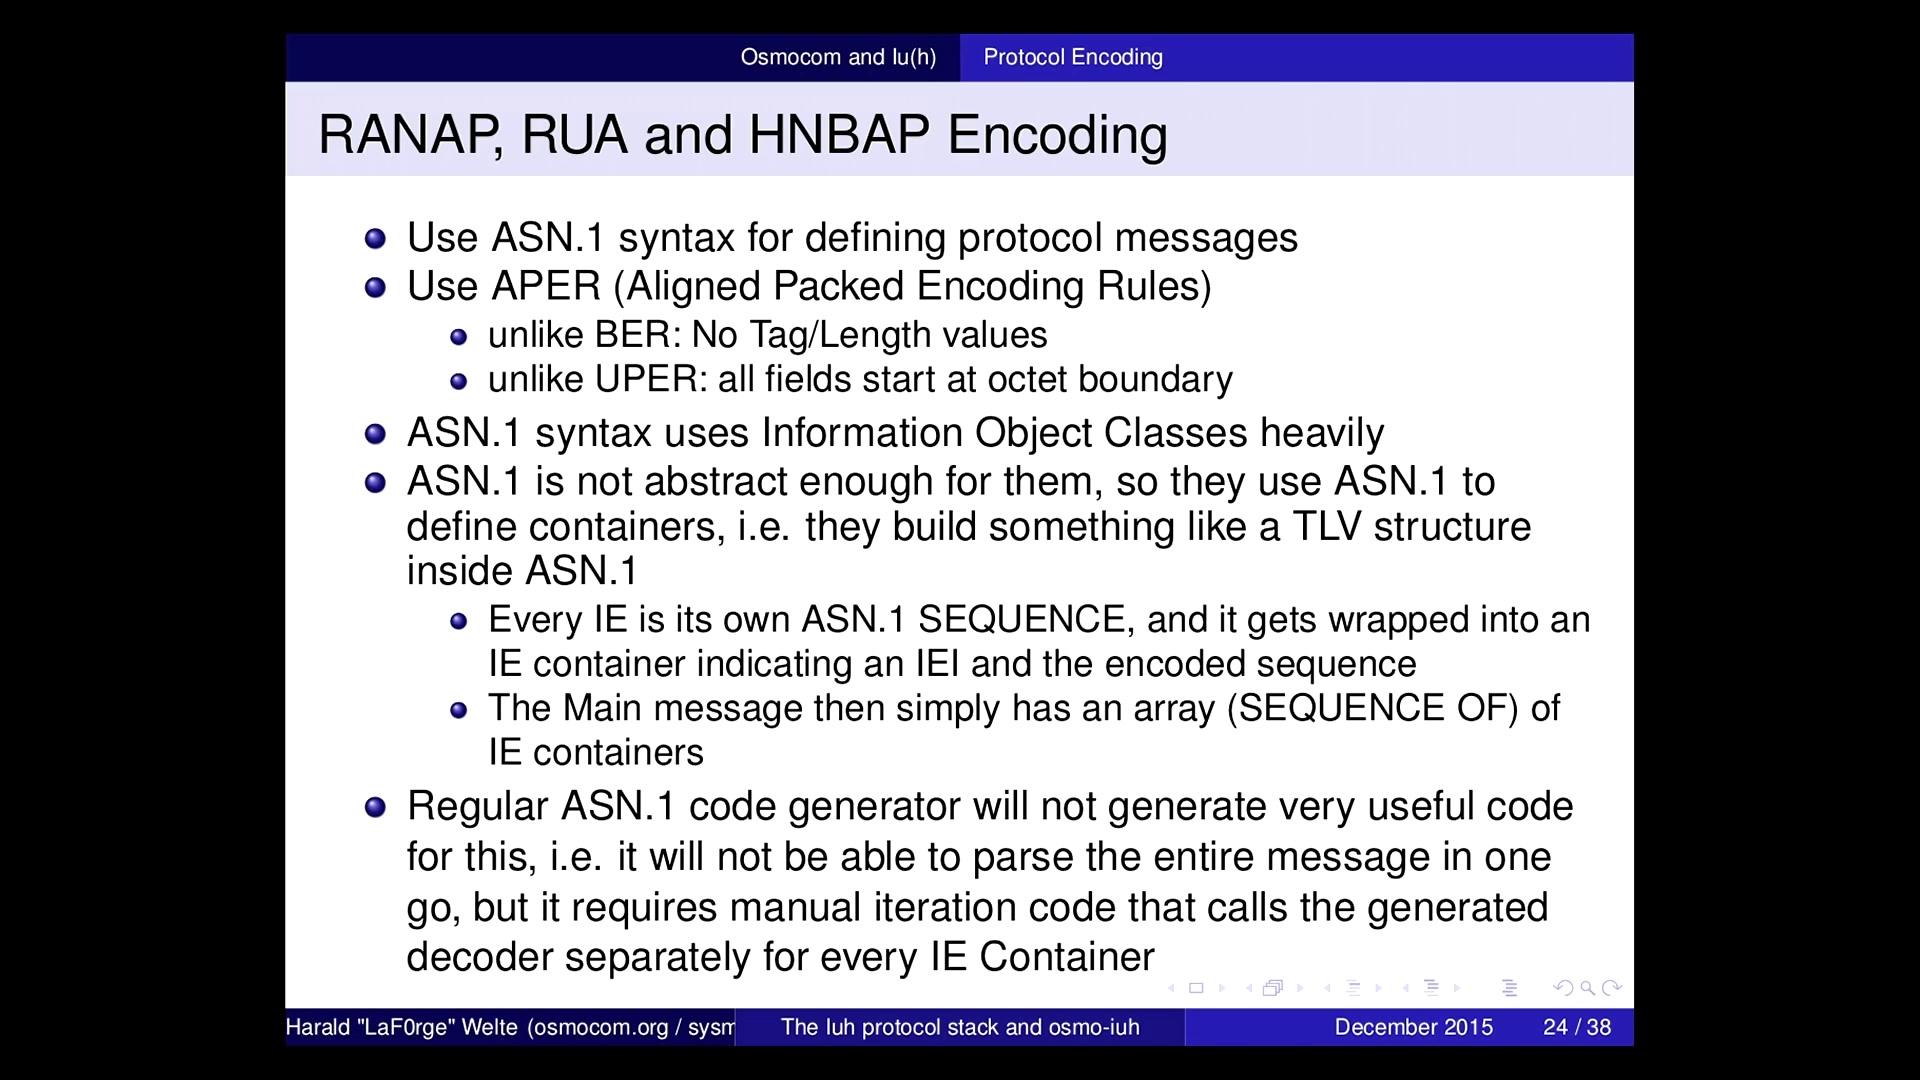 Osmocom and Iu(h) Protocol Encoding
RANAP, RUA and HNBAP Encoding
Use ASN.1 syntax for defining protocol messages
Use APER (Aligned Packed Encoding Rules)
unlike BER: No Tag/Length values
unlike UPER: all fields start at octet boundary
ASN.1 syntax uses Information Object Classes heavily
ASN.1 is not abstract enough for them, so they use ASN.1 to
define containers, i.e. they build something like a TLV structure
inside ASN.1
Every IE is its own ASN.1 SEQUENCE, and it gets wrapped into an
IE container indicating an IEI and the encoded sequence
The Main message then simply has an array (SEQUENCE OF) of
IE containers
Regular ASN.1 code generator will not generate very useful code
for this, i.e. it will not be able to parse the entire message in one
go, but it requires manual iteration code that calls the generated
decoder separately for every IE Container
Harald "LaF0rge" Welte (osmocom.org / sysm The Iuh protocol stack and osmo-iuh December 2015 24 / 38